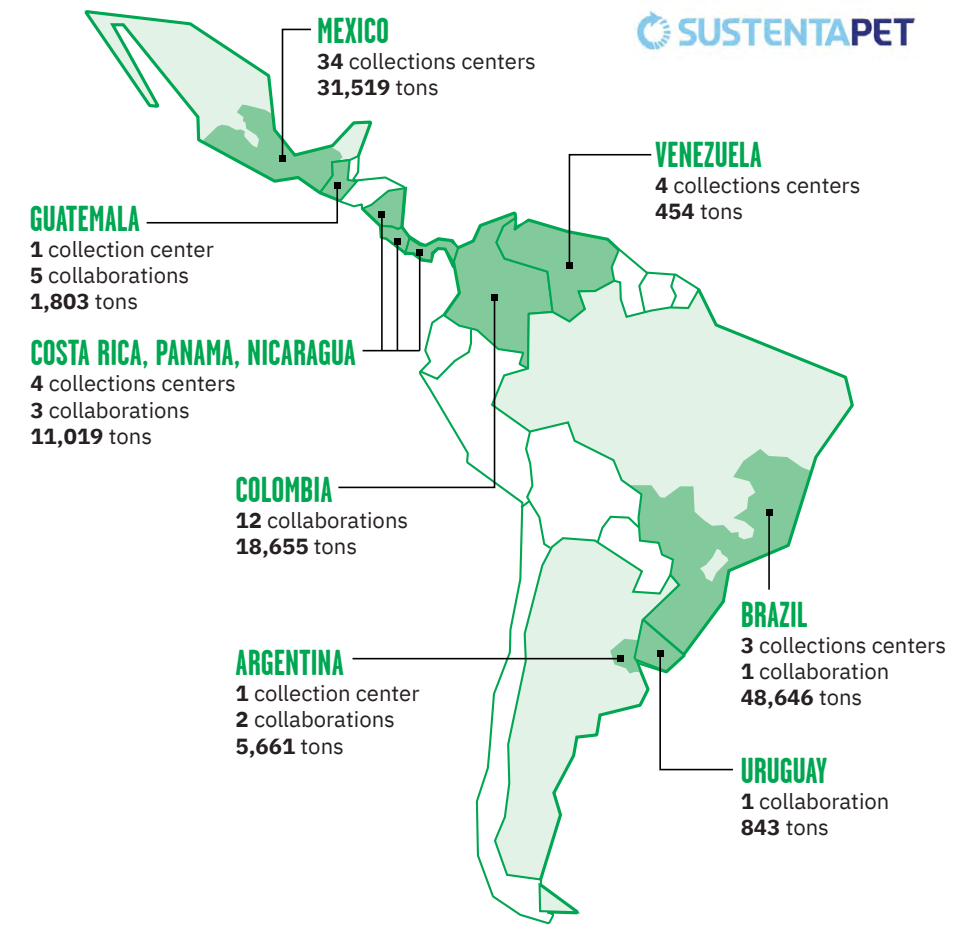 SUSTENTAPET
MEXICO
34 collections centers
31,519 tons
VENEZUELA
4 collections centers
454 tons
GUATEMALA
1 collection center
5 collaborations
1,803 tons
COSTA RICA, PANAMA, NICARAGUA
4 collections centers
3 collaborations
11,019 tons
COLOMBIA
12 collaborations
18,655 tons
BRAZIL
3 collections centers
1 collaboration
48,646 tons
ARGENTINA
1 collection center
2 collaborations
5,661 tons
URUGUAY
1 collaboration
843 tons